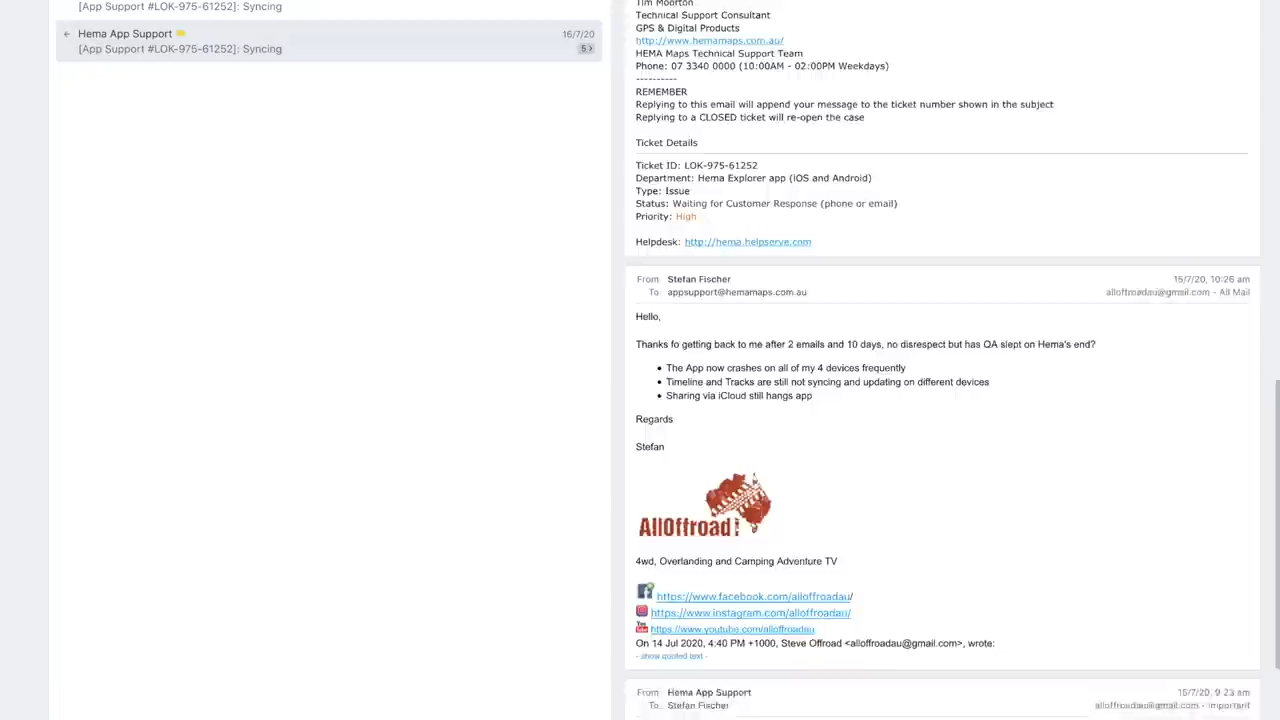 [App Support #LOK-975-61252]: Syncing
Hema App Support
16/7/20
[App Support #LOK-975-61252]: Syncing
5
Tim Moorton
Technical Support Consultant
GPS & Digital Products
http://www.hemamaps.com.au/
HEMA Maps Technical Support Team
Phone: 07 3340 0000 (10:00AM - 02:00PM Weekdays)
----------
REMEMBER
Replying to this email will append your message to the ticket number shown in the subject
Replying to a CLOSED ticket will re-open the case
Ticket Details
Ticket ID: LOK-975-61252
Department: Hema Explorer app (iOS and Android)
Type: Issue
Status: Waiting for Customer Response (phone or email)
Priority: High
Helpdesk: http://hema.helpserve.com
From Stefan Fischer
15/7/20, 10:26 am
To appsupport@hemamaps.com.au
alloffroadau@gmail.com - All Mail
Hello,
Thanks fo getting back to me after 2 emails and 10 days, no disrespect but has QA slept on Hema's end?
• The App now crashes on all of my 4 devices frequently
• Timeline and Tracks are still not syncing and updating on different devices
• Sharing via iCloud still hangs app
Regards
Stefan
AllOffroad!
4wd, Overlanding and Camping Adventure TV
https://www.facebook.com/alloffroadau/
https://www.instagram.com/alloffroadau/
You
https://www.youtube.com/alloffroadau
On 14 Jul 2020, 4:40 PM +1000, Steve Offroad <alloffroadau@gmail.com>, wrote:
- show quoted text -
From Hema App Support
15/7/20, 9:23 am
To Stefan Fischer
alloffroadau@gmail.com - Important